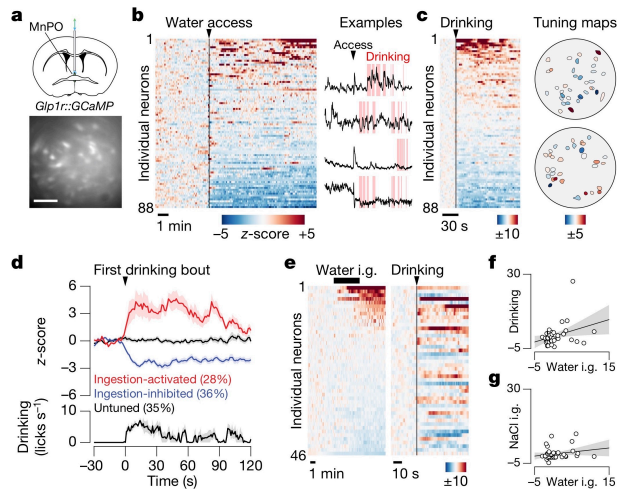 a
MnPO
Glp1r::GCaMP
b
Water access
1
Individual neurons
88
1 min
−5 z-score +5
Examples
Access
Drinking
c
Drinking
1
Individual neurons
88
30 s
±10
Tuning maps
±5
d
First drinking bout
6
3
0
−3
−6
z-score
Ingestion-activated (28%)
Ingestion-inhibited (36%)
Untuned (35%)
10
0
Drinking
(licks s⁻¹)
−30 0 30 60 90 120
Time (s)
e
Water i.g.
Drinking
1
Individual neurons
46
1 min
10 s
±10
f
30
Drinking
−5
−5 Water i.g. 15
g
30
NaCl i.g.
−5
−5 Water i.g. 15